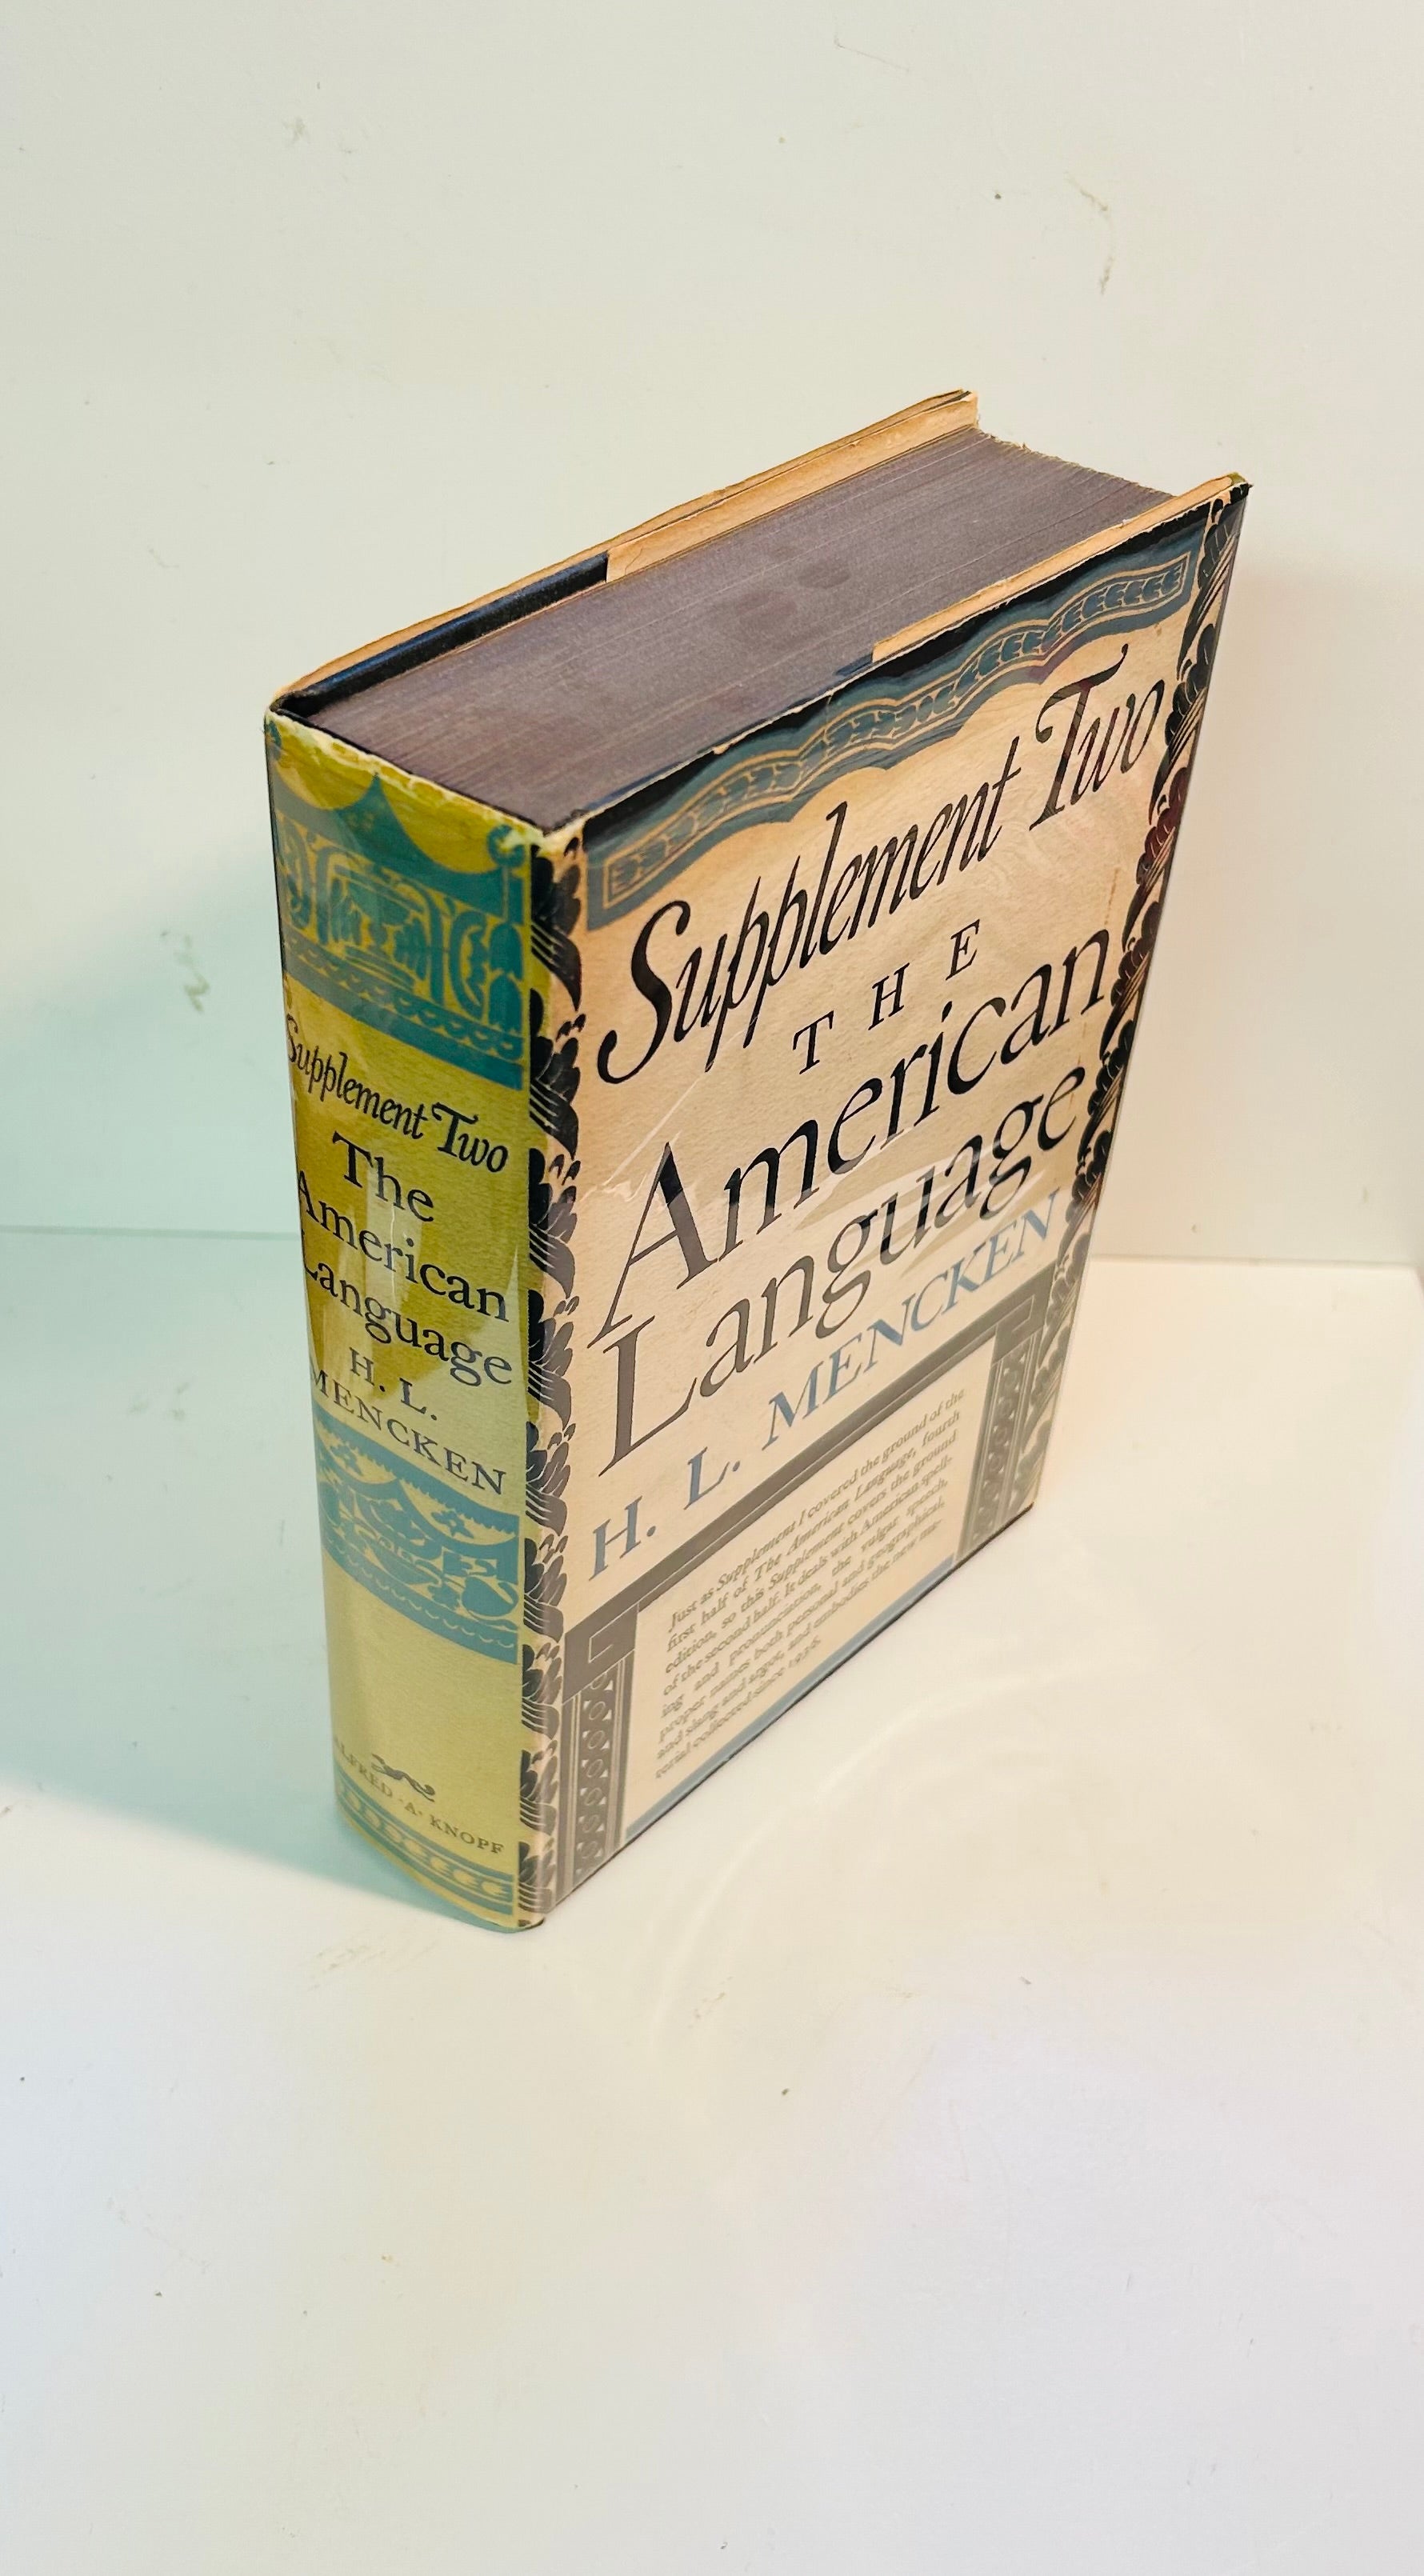 Supplement Two
The
American
Language
H. L.
MENCKEN
ALFRED · A · KNOPF
Supplement Two
THE
American
Language
H. L. MENCKEN
Just as Supplement I covered the ground of the
first half of The American Language, fourth
edition, so this Supplement covers the ground
of the second half. It deals with American spell-
ing and pronunciation, the vulgar speech,
proper names both personal and geographical,
and slang and argot, and embodies the new ma-
terial collected since 1936.